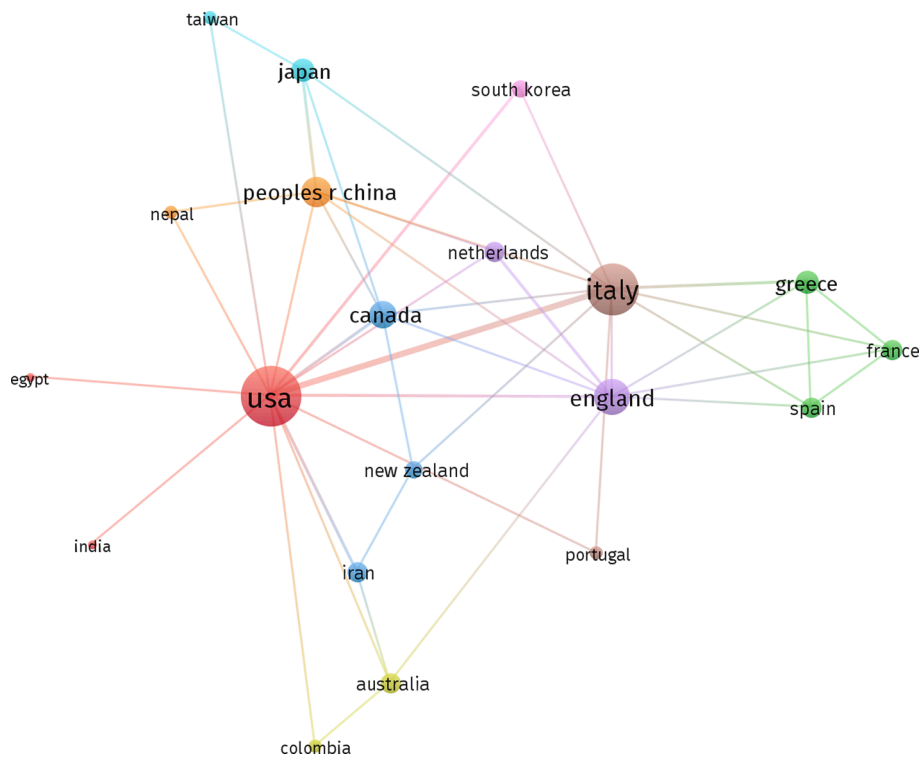 taiwan
japan
south korea
peoples r china
nepal
netherlands
italy
greece
canada
france
egypt
usa
england
spain
new zealand
india
portugal
iran
australia
colombia